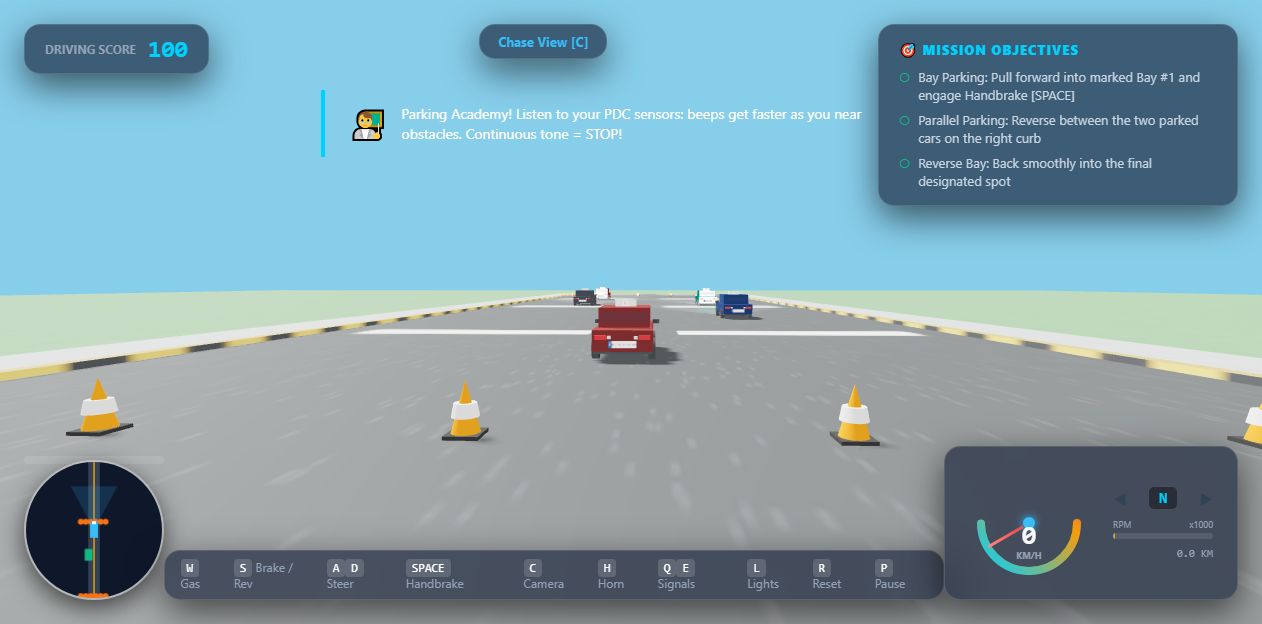 DRIVING SCORE 100
Chase View [C]
Parking Academy! Listen to your PDC sensors: beeps get faster as you near
obstacles. Continuous tone = STOP!
MISSION OBJECTIVES
Bay Parking: Pull forward into marked Bay #1 and
engage Handbrake [SPACE]
Parallel Parking: Reverse between the two parked
cars on the right curb
Reverse Bay: Back smoothly into the final
designated spot
W
Gas
S Brake /
Rev
A D
Steer
SPACE
Handbrake
C
Camera
H
Horn
Q E
Signals
L
Lights
R
Reset
P
Pause
0
KM/H
N
RPM x1000
0.0 KM